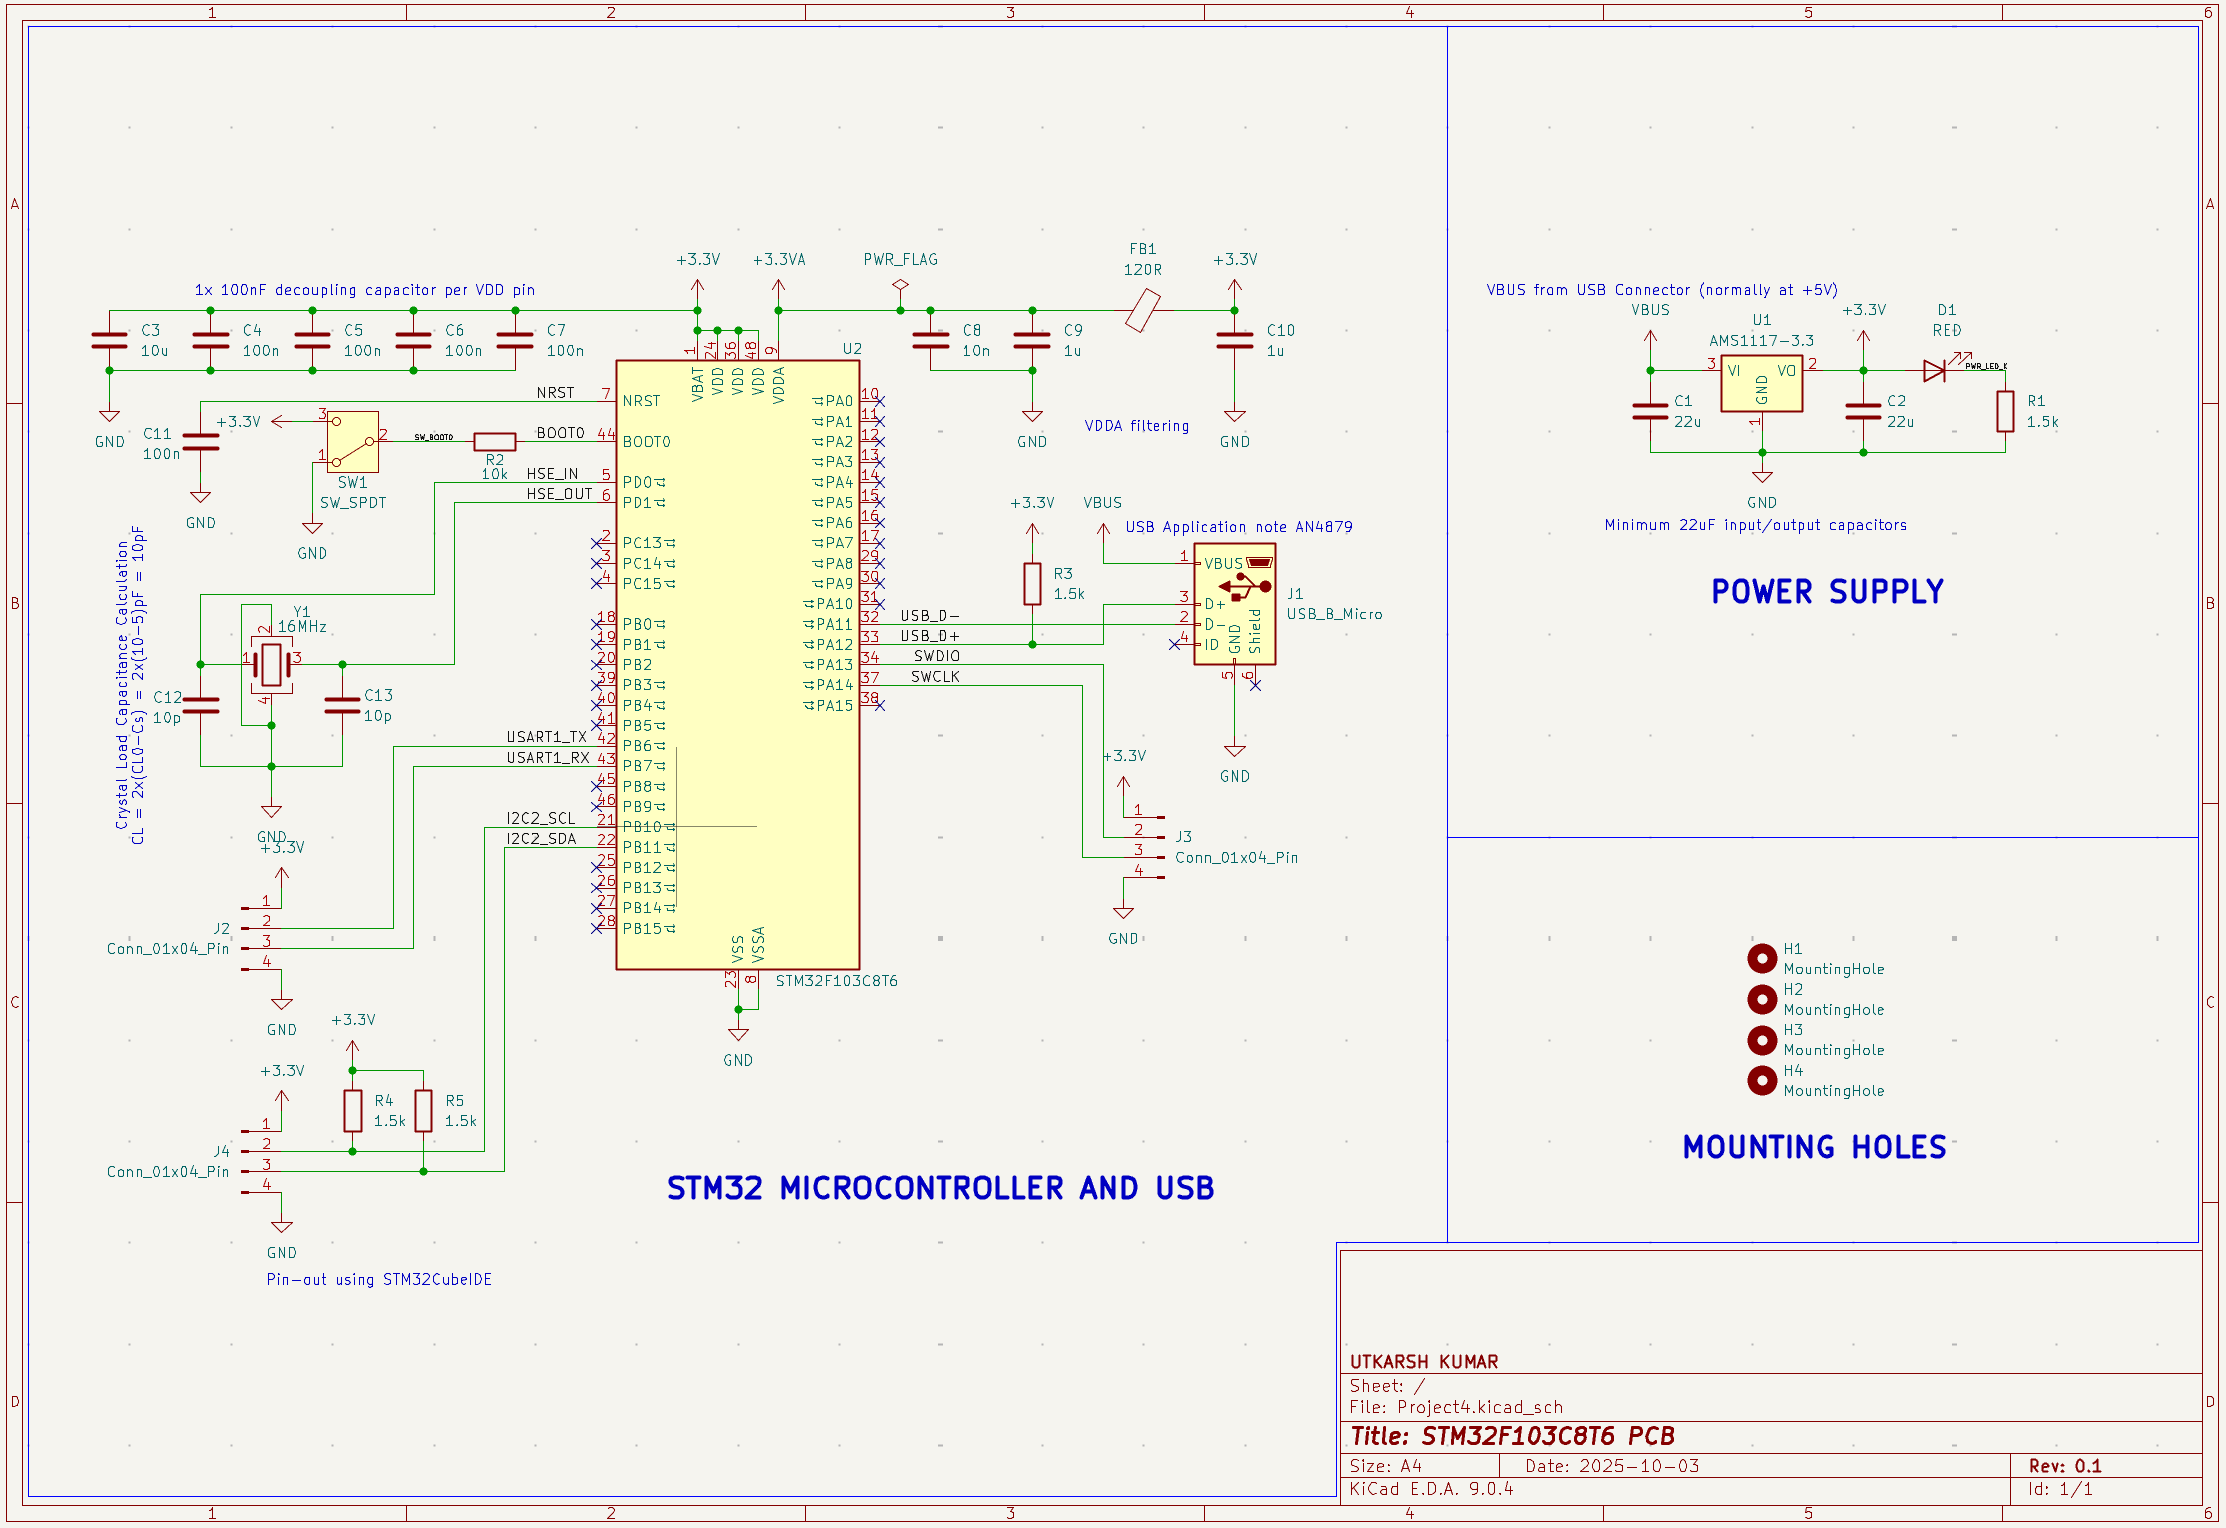 1 2 3 4 5 6
A
B
C
D
A
B
C
D
+3.3V
+3.3VA
PWR_FLAG
FB1
120R
+3.3V
1x 100nF decoupling capacitor per VDD pin
C3
10u
C4
100n
C5
100n
C6
100n
C7
100n
C8
10n
C9
1u
C10
1u
GND
GND
GND
VDDA filtering
U2
1
24
36
48
9
VBAT
VDD
VDD
VDD
VDDA
NRST
7
NRST
C11
100n
GND
+3.3V
3
2
1
SW1
SW_SPDT
GND
SW_BOOT0
R2
10k
BOOT0
44
BOOT0
HSE_IN
5
PD0
HSE_OUT
6
PD1
2
PC13
3
PC14
4
PC15
18
PB0
19
PB1
20
PB2
39
PB3
40
PB4
41
PB5
USART1_TX
42
PB6
USART1_RX
43
PB7
45
PB8
46
PB9
I2C2_SCL
21
PB10
I2C2_SDA
22
PB11
25
PB12
26
PB13
27
PB14
28
PB15
PA0
10
PA1
11
PA2
12
PA3
13
PA4
14
PA5
15
PA6
16
PA7
17
PA8
29
PA9
30
PA10
31
PA11
32
USB_D-
PA12
33
USB_D+
PA13
34
SWDIO
PA14
37
SWCLK
PA15
38
VSS
VSSA
23
8
STM32F103C8T6
GND
Crystal Load Capacitance Calculation
CL = 2x(CL0-Cs) = 2x(10-5)pF = 10pF
Y1
16MHz
1
2
3
4
C12
10p
C13
10p
GND
+3.3V
1
2
3
4
J2
Conn_01x04_Pin
GND
+3.3V
R4
1.5k
R5
1.5k
+3.3V
1
2
3
4
J4
Conn_01x04_Pin
GND
Pin-out using STM32CubeIDE
+3.3V
R3
1.5k
VBUS
USB Application note AN4879
1
VBUS
3
D+
2
D-
4
ID
GND
Shield
5
6
J1
USB_B_Micro
GND
+3.3V
1
2
3
4
J3
Conn_01x04_Pin
GND
STM32 MICROCONTROLLER AND USB
VBUS from USB Connector (normally at +5V)
VBUS
U1
AMS1117-3.3
3
VI
VO
2
GND
1
+3.3V
D1
RED
PWR_LED_K
C1
22u
C2
22u
R1
1.5k
GND
Minimum 22uF input/output capacitors
POWER SUPPLY
H1
MountingHole
H2
MountingHole
H3
MountingHole
H4
MountingHole
MOUNTING HOLES
UTKARSH KUMAR
Sheet: /
File: Project4.kicad_sch
Title: STM32F103C8T6 PCB
Size: A4 Date: 2025-10-03 Rev: 0.1
KiCad E.D.A. 9.0.4 Id: 1/1
1 2 3 4 5 6